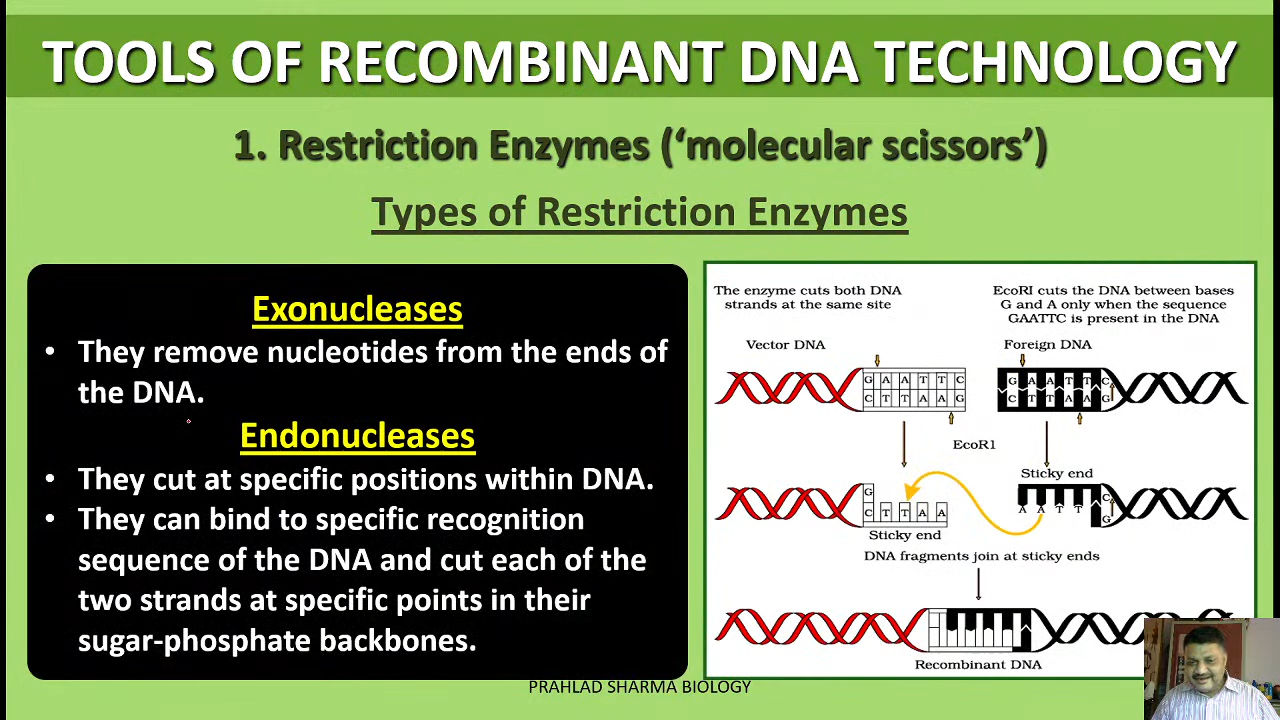 TOOLS OF RECOMBINANT DNA TECHNOLOGY
1. Restriction Enzymes (‘molecular scissors’)
Types of Restriction Enzymes
Exonucleases
• They remove nucleotides from the ends of
the DNA.
Endonucleases
• They cut at specific positions within DNA.
• They can bind to specific recognition
sequence of the DNA and cut each of the
two strands at specific points in their
sugar-phosphate backbones.
The enzyme cuts both DNA
strands at the same site
EcoRI cuts the DNA between bases
G and A only when the sequence
GAATTC is present in the DNA
Vector DNA
Foreign DNA
G A A T T C
C T T A A G
G A A T T C
C T T A A G
EcoR1
Sticky end
G
C T T A A
C
A A T T G
Sticky end
DNA fragments join at sticky ends
Recombinant DNA
PRAHLAD SHARMA BIOLOGY